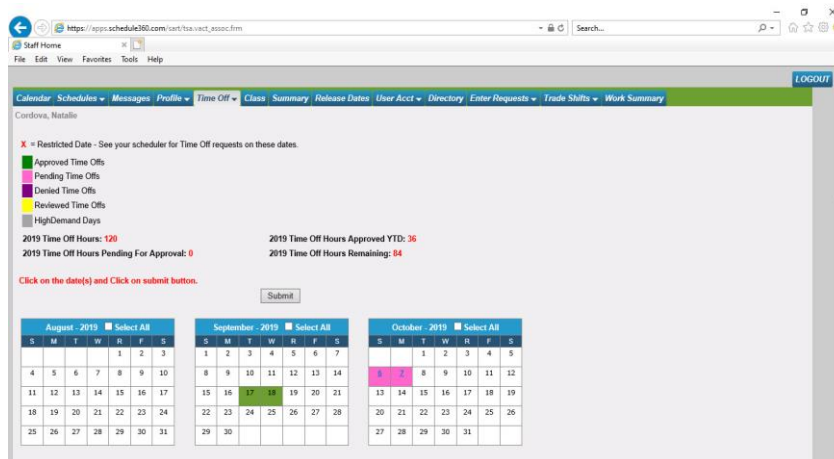 https://apps.schedule360.com/sart/tsa.vact_assoc.frm
Search...
Staff Home
File Edit View Favorites Tools Help
LOGOUT
Calendar Schedules Messages Profile Time Off Class Summary Release Dates User Acct Directory Enter Requests Trade Shifts Work Summary
Cordova, Natalie
X = Restricted Date - See your scheduler for Time Off requests on these dates.
Approved Time Offs
Pending Time Offs
Denied Time Offs
Reviewed Time Offs
HighDemand Days
2019 Time Off Hours: 120 2019 Time Off Hours Approved YTD: 36
2019 Time Off Hours Pending For Approval: 0 2019 Time Off Hours Remaining: 84
Click on the date(s) and Click on submit button.
Submit
August - 2019 Select All September - 2019 Select All October - 2019 Select All
S M T W R F S S M T W R F S S M T W R F S
1 2 3 1 2 3 4 5 6 7 1 2 3 4 5
4 5 6 7 8 9 10 8 9 10 11 12 13 14 6 7 8 9 10 11 12
11 12 13 14 15 16 17 15 16 17 18 19 20 21 13 14 15 16 17 18 19
18 19 20 21 22 23 24 22 23 24 25 26 27 28 20 21 22 23 24 25 26
25 26 27 28 29 30 31 29 30 27 28 29 30 31